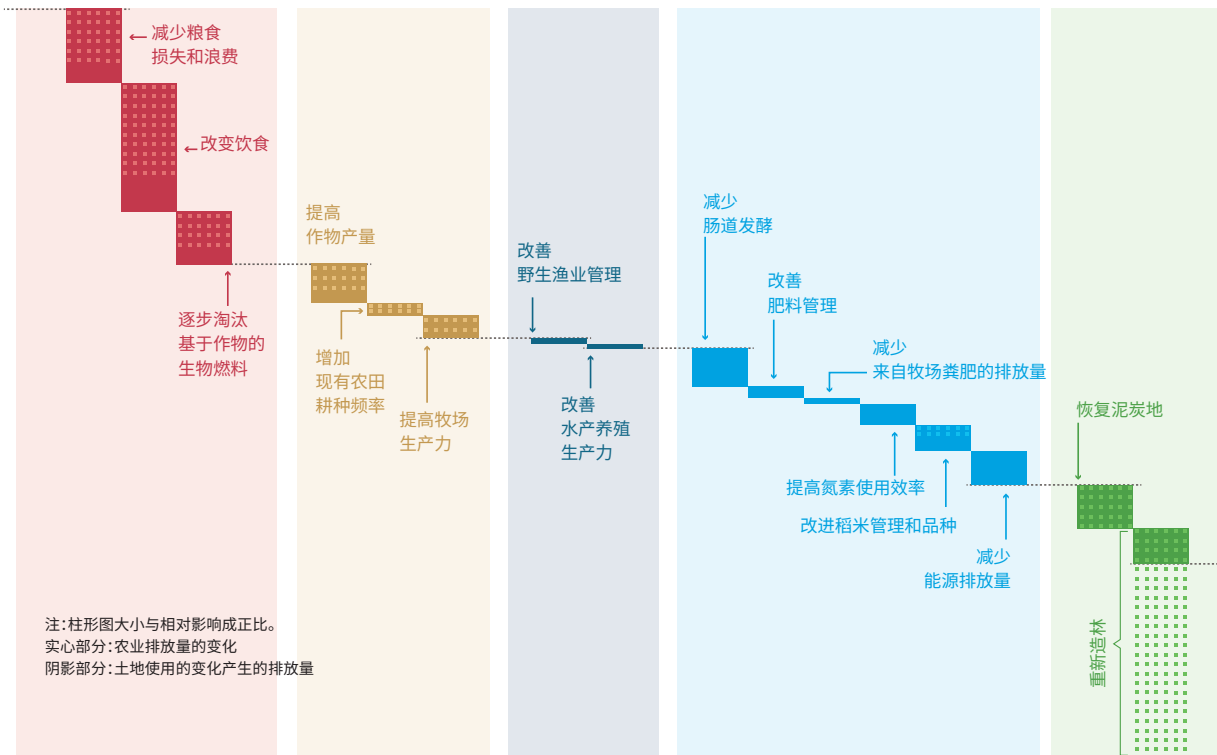 减少粮食
损失和浪费
改变饮食
逐步淘汰
基于作物的
生物燃料
提高
作物产量
增加
现有农田
耕种频率
提高牧场
生产力
改善
野生渔业管理
改善
水产养殖
生产力
减少
肠道发酵
改善
肥料管理
减少
来自牧场粪肥的排放量
提高氮素使用效率
改进稻米管理和品种
减少
能源排放量
恢复泥炭地
重新造林
注:柱形图大小与相对影响成正比。
实心部分:农业排放量的变化
阴影部分:土地使用的变化产生的排放量